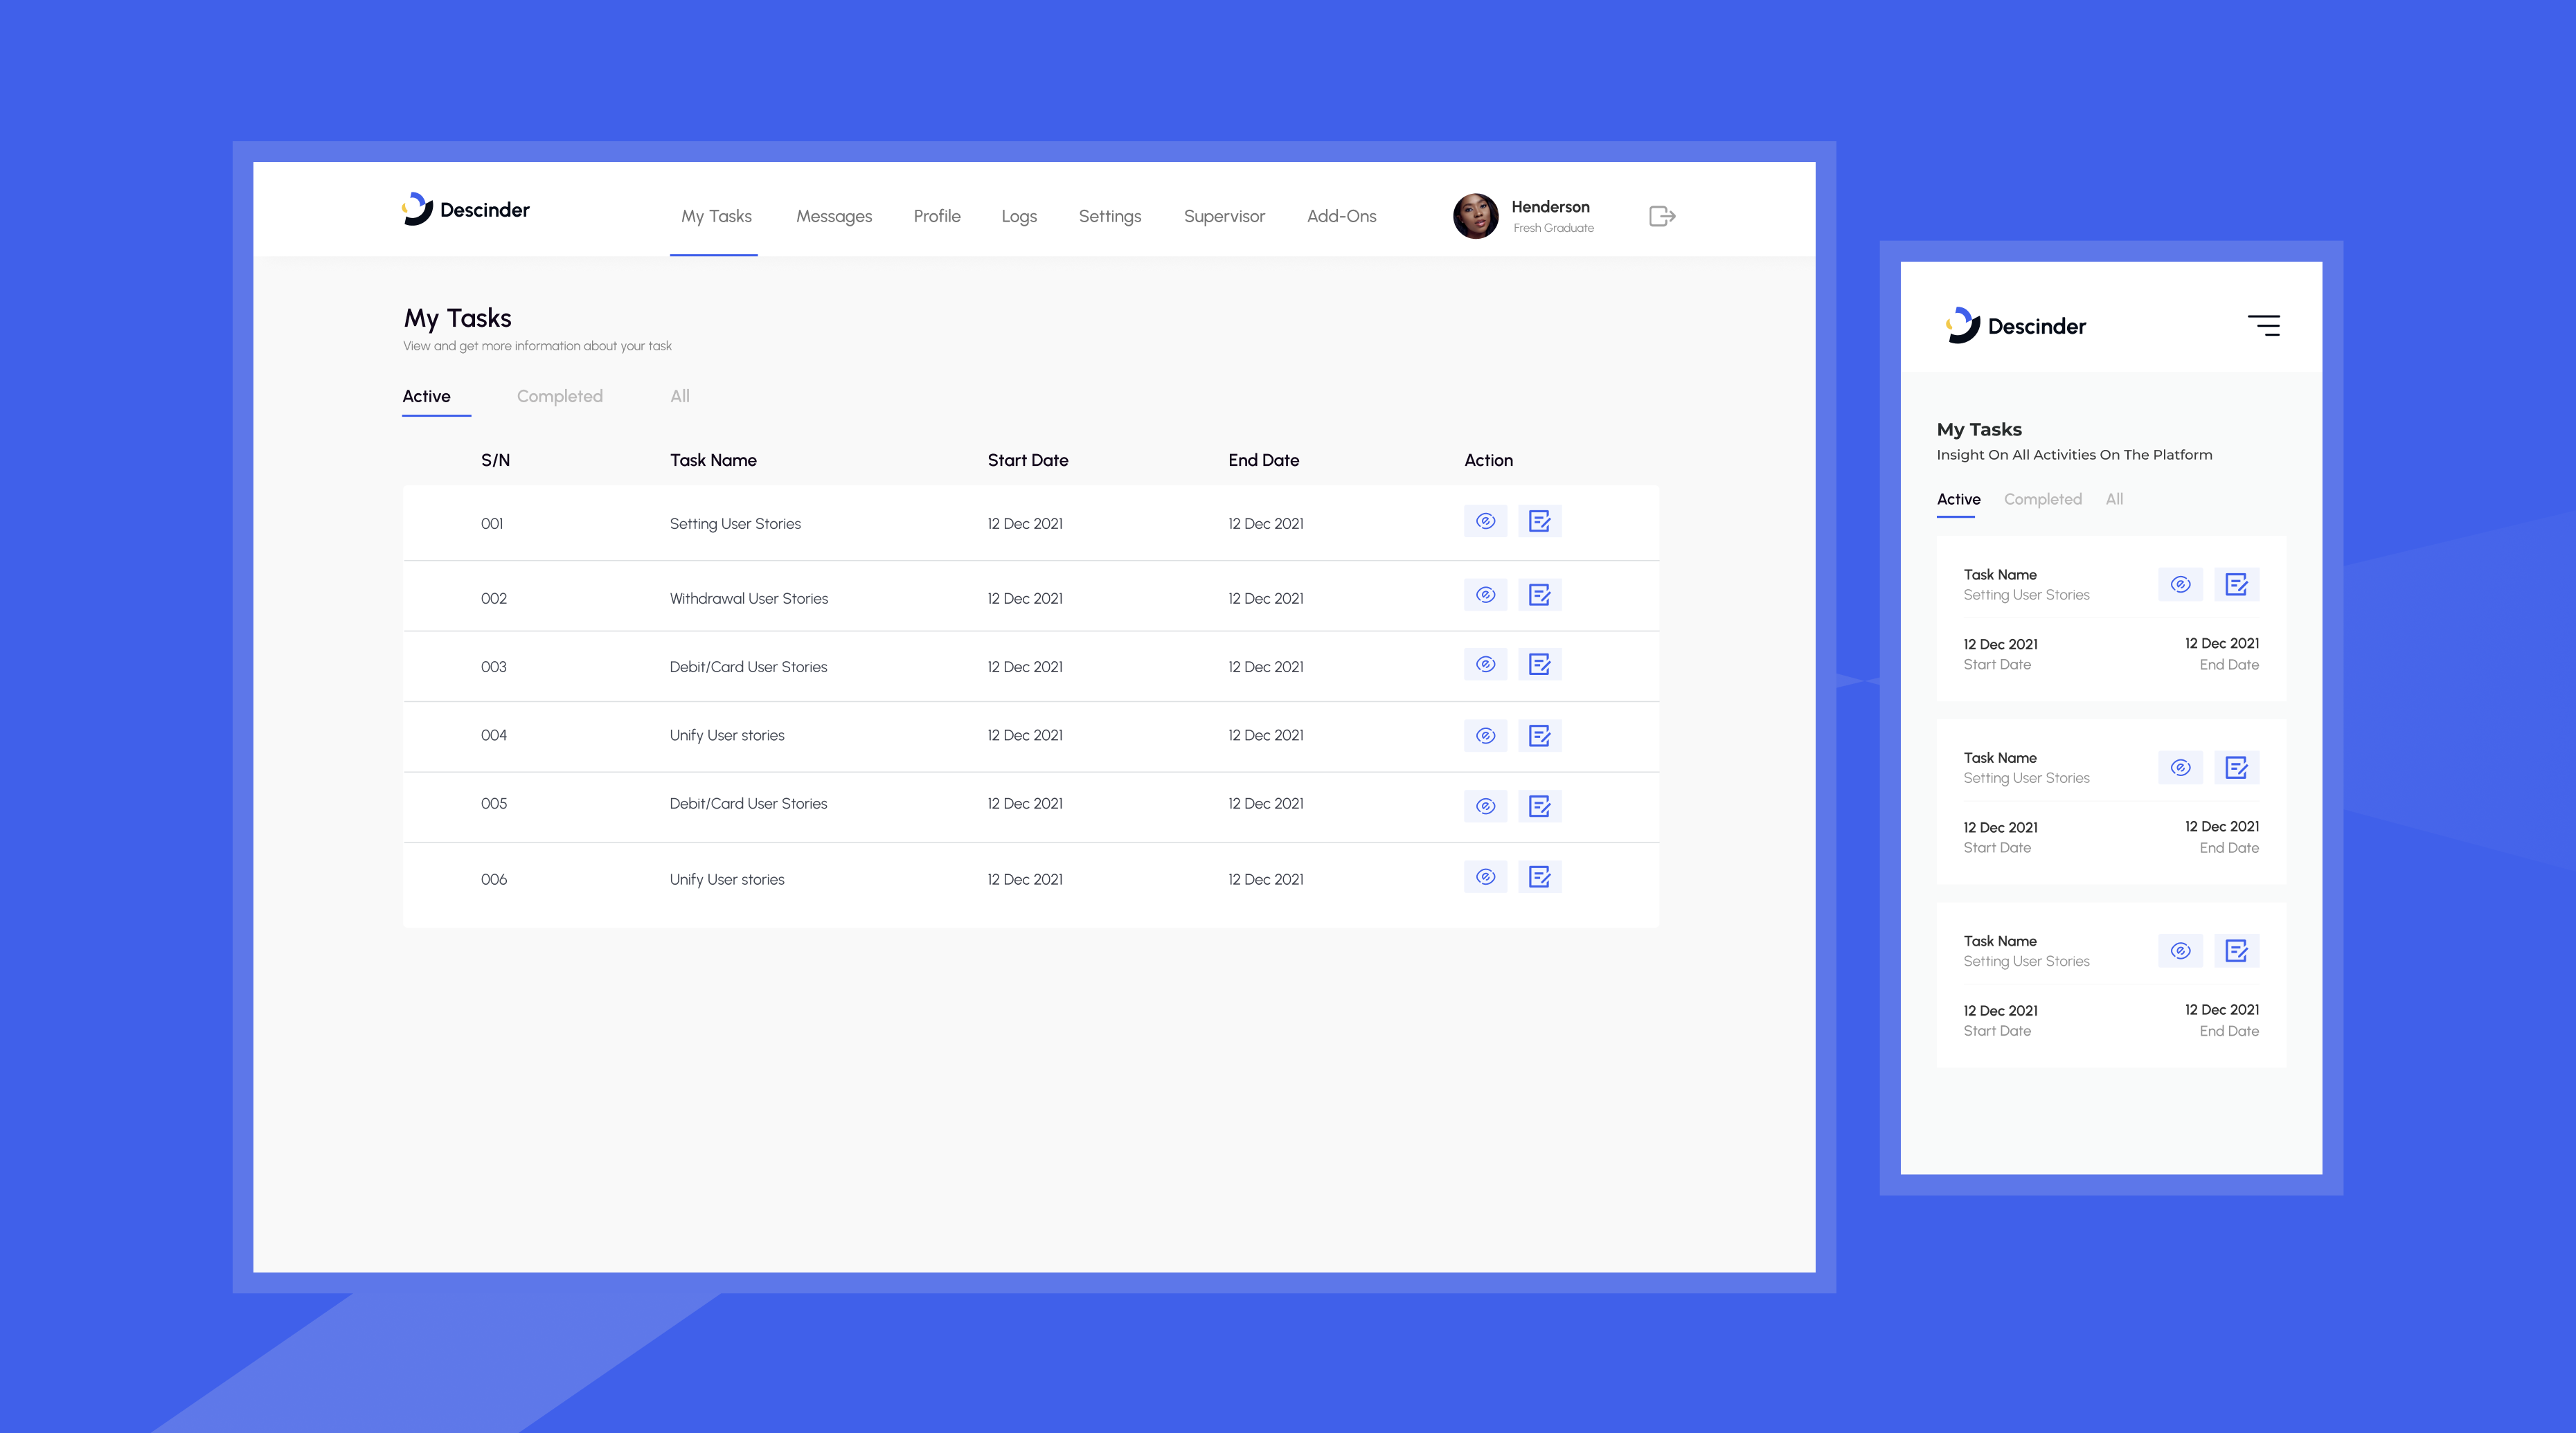 Descinder
My Tasks Messages Profile Logs Settings Supervisor Add-Ons
Henderson
Fresh Graduate
My Tasks
View and get more information about your task
Active Completed All
S/N Task Name Start Date End Date Action
001 Setting User Stories 12 Dec 2021 12 Dec 2021
002 Withdrawal User Stories 12 Dec 2021 12 Dec 2021
003 Debit/Card User Stories 12 Dec 2021 12 Dec 2021
004 Unify User stories 12 Dec 2021 12 Dec 2021
005 Debit/Card User Stories 12 Dec 2021 12 Dec 2021
006 Unify User stories 12 Dec 2021 12 Dec 2021
Descinder
My Tasks
Insight On All Activities On The Platform
Active Completed All
Task Name
Setting User Stories
12 Dec 2021 12 Dec 2021
Start Date End Date
Task Name
Setting User Stories
12 Dec 2021 12 Dec 2021
Start Date End Date
Task Name
Setting User Stories
12 Dec 2021 12 Dec 2021
Start Date End Date